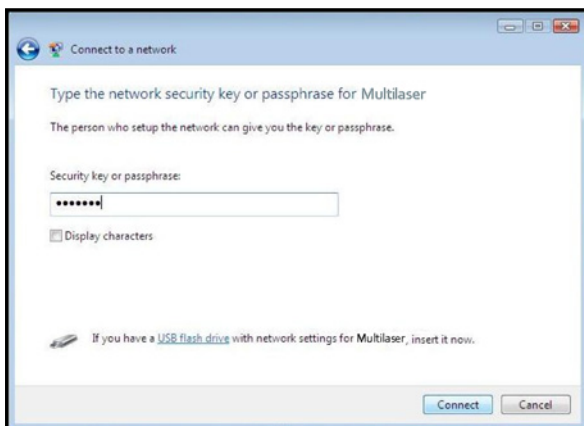 Connect to a network
Type the network security key or passphrase for Multilaser
The person who setup the network can give you the key or passphrase.
Security key or passphrase:
•••••••
Display characters
If you have a USB flash drive with network settings for Multilaser, insert it now.
Connect Cancel